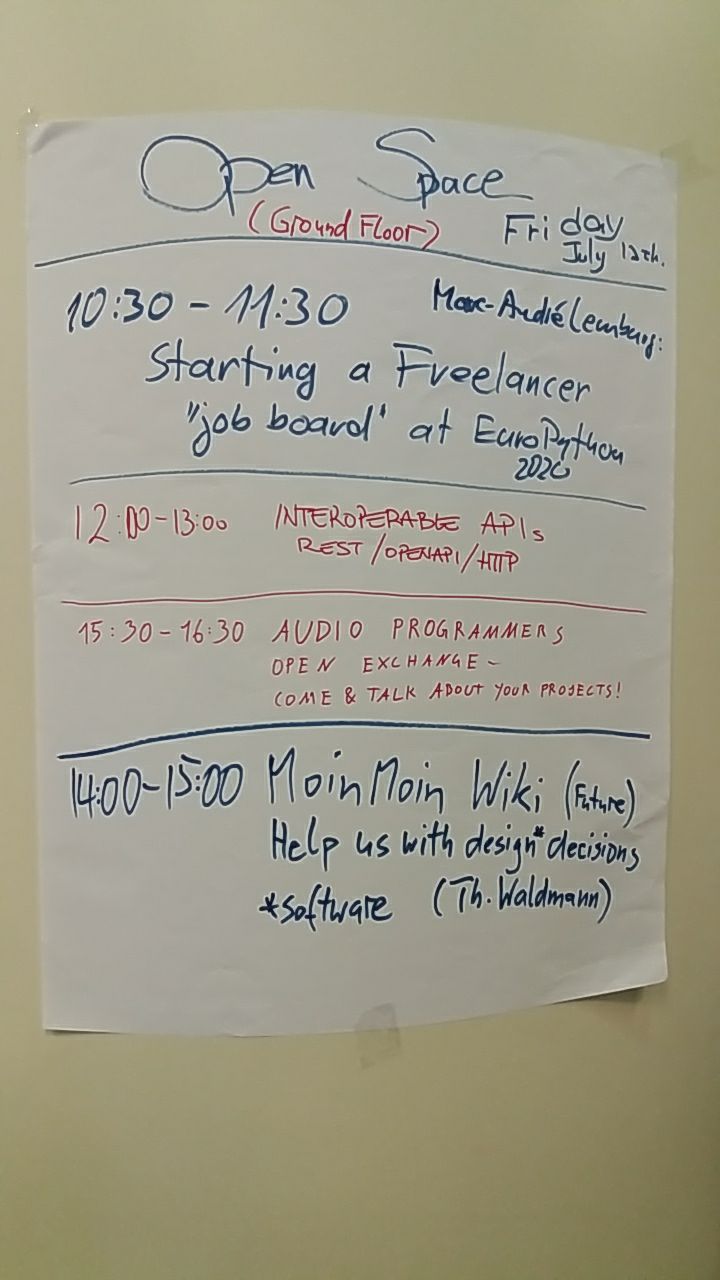 Open Space
(Ground Floor)
Friday
July 12th.
10:30 - 11:30
Marc-André Lemburg:
Starting a Freelancer
"job board" at EuroPython
2020
12:00-13:00 INTEROPERABLE APIs
REST/OPENAPI/HTTP
15:30-16:30 AUDIO PROGRAMMERS
OPEN EXCHANGE -
COME & TALK ABOUT YOUR PROJECTS!
14:00-15:00 MoinMoin Wiki (Future)
Help us with design* decisions
*software (Th. Waldmann)